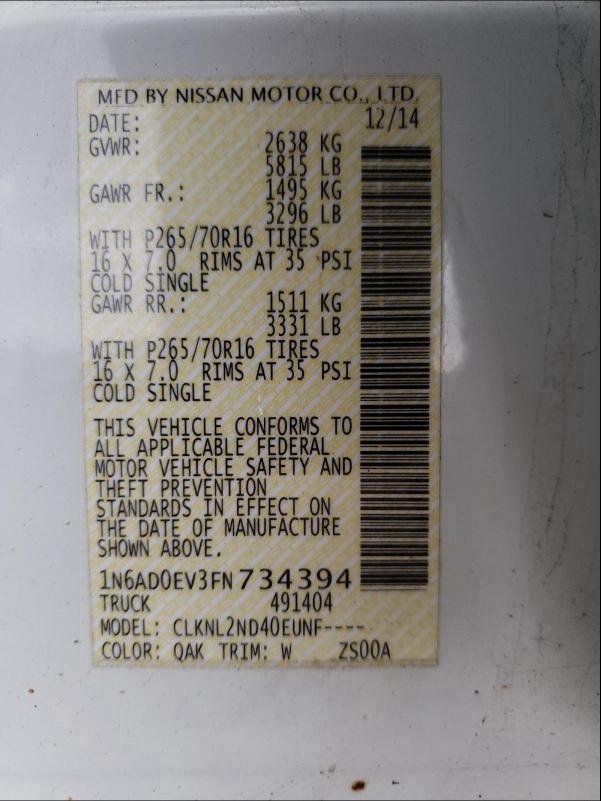 MFD BY NISSAN MOTOR CO., LTD.
DATE: 12/14
GVWR: 2638 KG
5815 LB
GAWR FR.: 1495 KG
3296 LB
WITH P265/70R16 TIRES
16 X 7.0 RIMS AT 35 PSI
COLD SINGLE
GAWR RR.: 1511 KG
3331 LB
WITH P265/70R16 TIRES
16 X 7.0 RIMS AT 35 PSI
COLD SINGLE
THIS VEHICLE CONFORMS TO
ALL APPLICABLE FEDERAL
MOTOR VEHICLE SAFETY AND
THEFT PREVENTION
STANDARDS IN EFFECT ON
THE DATE OF MANUFACTURE
SHOWN ABOVE.
1N6AD0EV3FN734394
TRUCK 491404
MODEL: CLKNL2ND40EUNF----
COLOR: QAK TRIM: W ZS00A